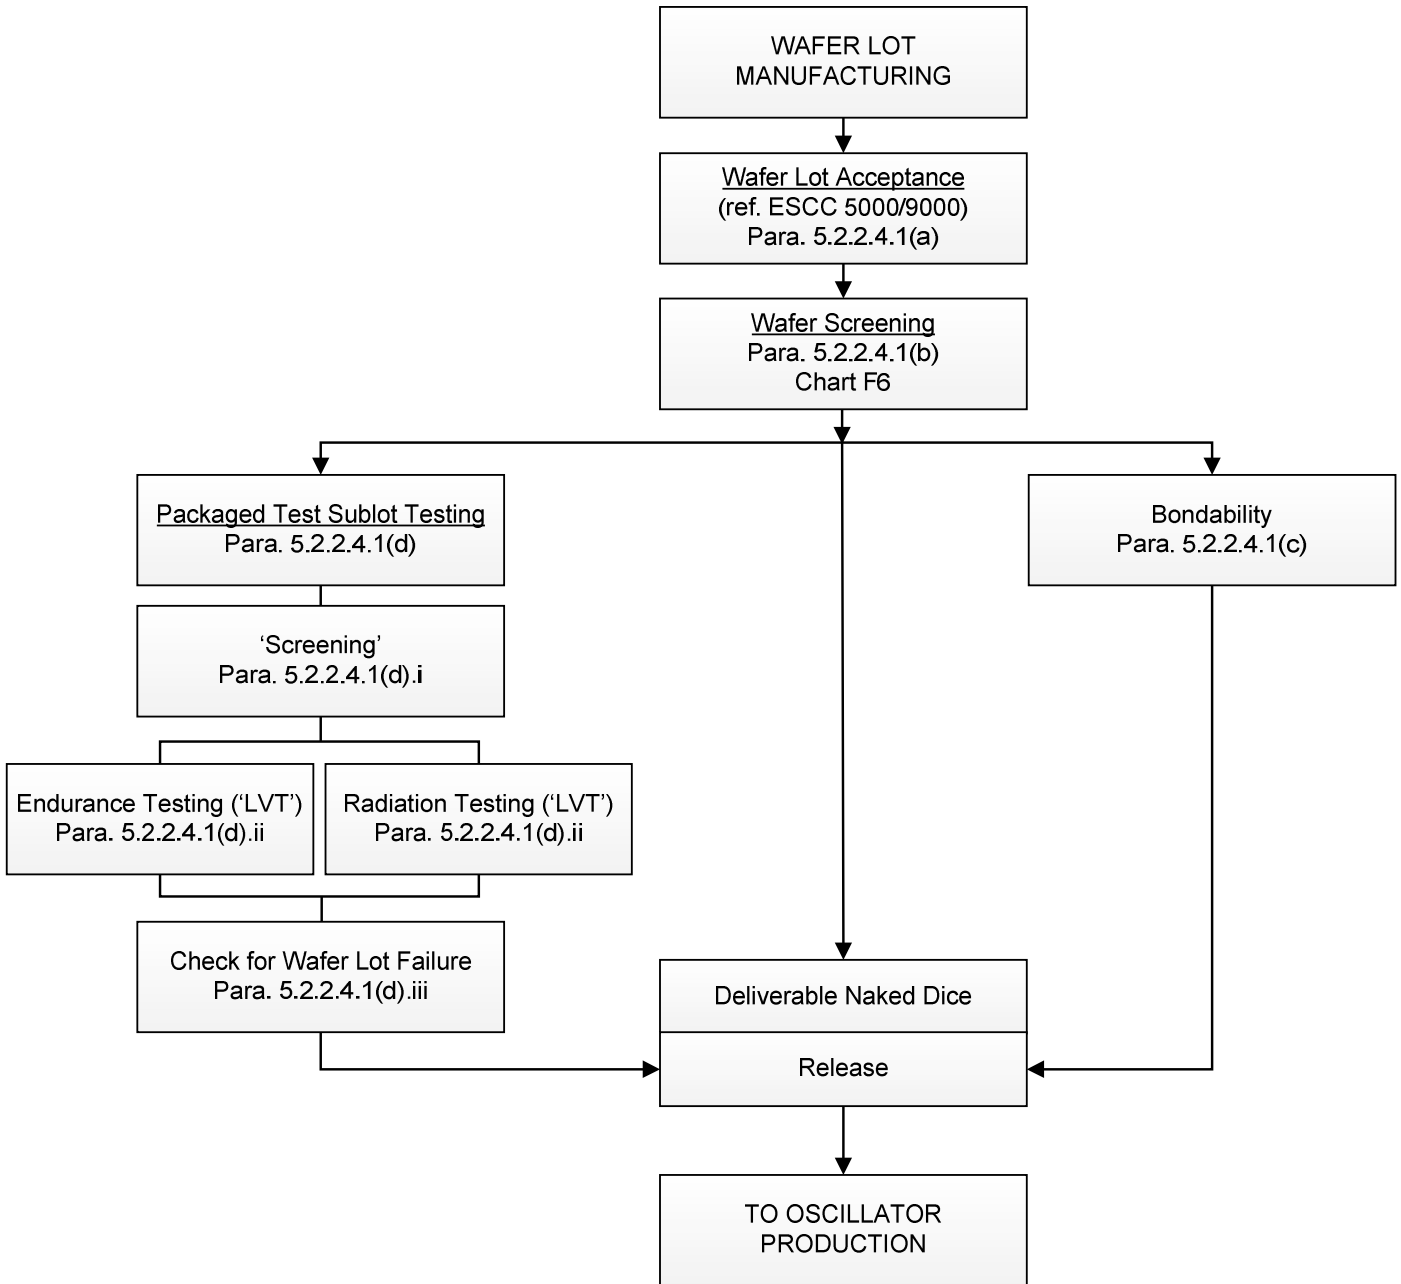 WAFER LOT
MANUFACTURING
Wafer Lot Acceptance
(ref. ESCC 5000/9000)
Para. 5.2.2.4.1(a)
Wafer Screening
Para. 5.2.2.4.1(b)
Chart F6
Packaged Test Sublot Testing
Para. 5.2.2.4.1(d)
Bondability
Para. 5.2.2.4.1(c)
‘Screening’
Para. 5.2.2.4.1(d).i
Endurance Testing (‘LVT’)
Para. 5.2.2.4.1(d).ii
Radiation Testing (‘LVT’)
Para. 5.2.2.4.1(d).ii
Check for Wafer Lot Failure
Para. 5.2.2.4.1(d).iii
Deliverable Naked Dice
Release
TO OSCILLATOR
PRODUCTION